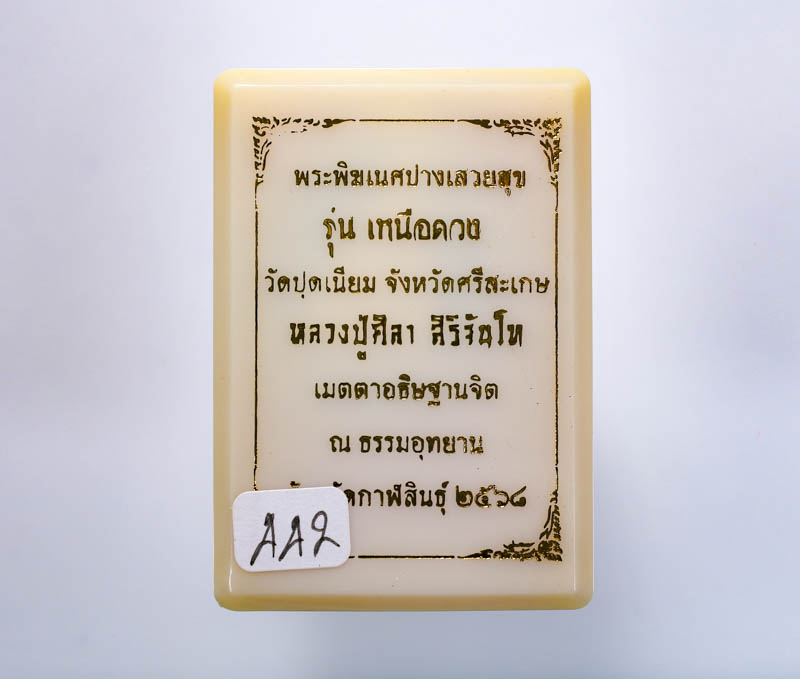 พระพิฆเนศปางเสวยสุข
รุ่น เหนือดวง
วัดปุดเนียม จังหวัดศรีสะเกษ
หลวงปู่ศิลา สิริจันโท
เมตตาอธิษฐานจิต
ณ ธรรมอุทยาน
กาฬสินธุ์ ๒๕๖๘
AA2